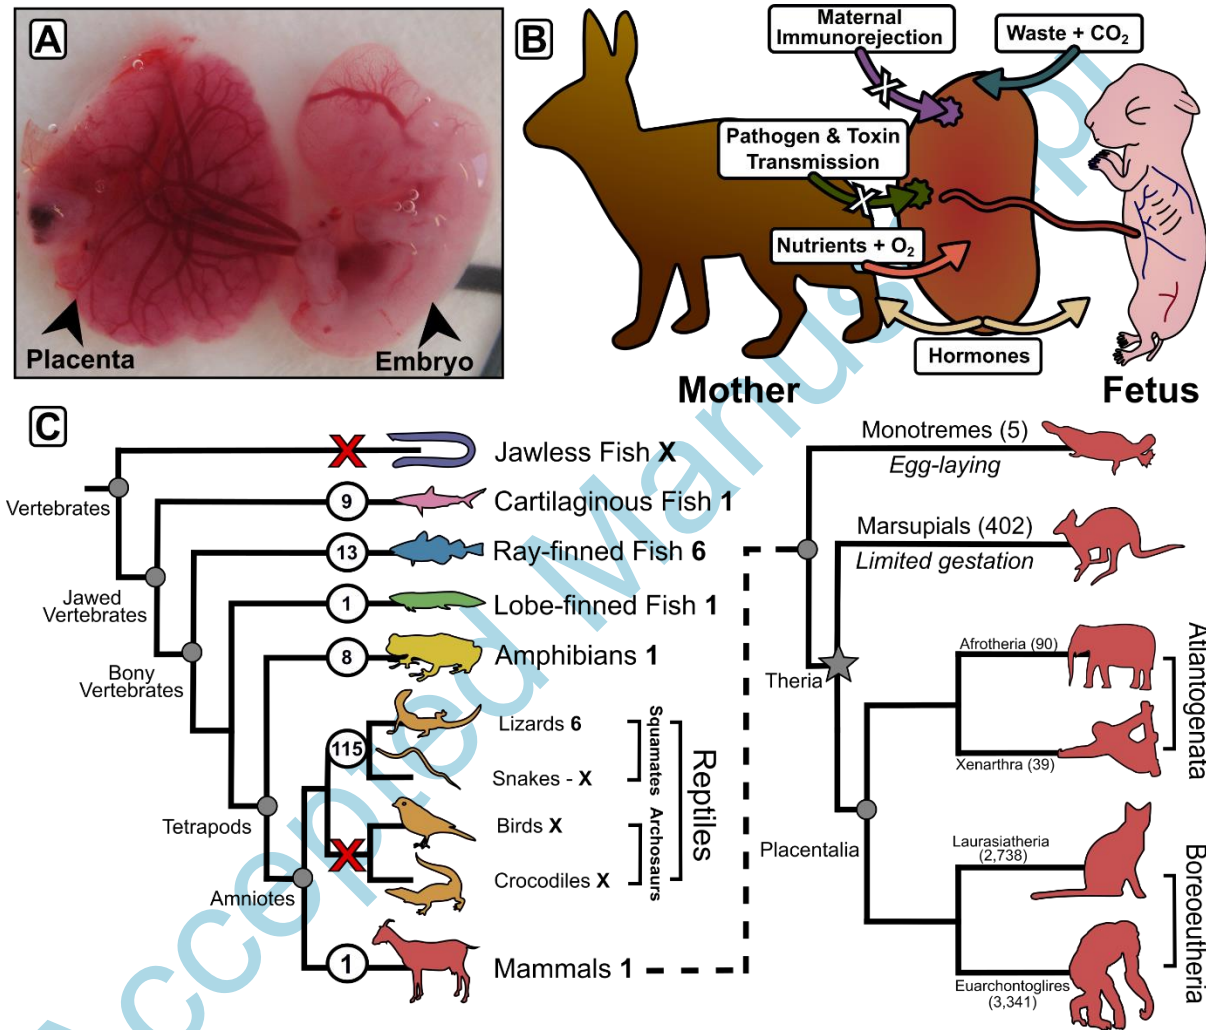 A
Placenta
Embryo
B
Maternal
Immunorejection
Waste + CO₂
Pathogen & Toxin
Transmission
Nutrients + O₂
Hormones
Mother
Fetus
C
Vertebrates
Jawed
Vertebrates
Bony
Vertebrates
Tetrapods
Amniotes
X
Jawless Fish X
9
Cartilaginous Fish 1
13
Ray-finned Fish 6
1
Lobe-finned Fish 1
8
Amphibians 1
115
Lizards 6
Snakes - X
Squamates
X
Birds X
Crocodiles X
Archosaurs
Reptiles
1
Mammals 1
Monotremes (5)
Egg-laying
Marsupials (402)
Limited gestation
Theria
Afrotheria (90)
Xenarthra (39)
Atlantogenata
Placentalia
Laurasiatheria
(2,738)
Euarchontoglires
(3,341)
Boreoeutheria
Accepted Manuscript